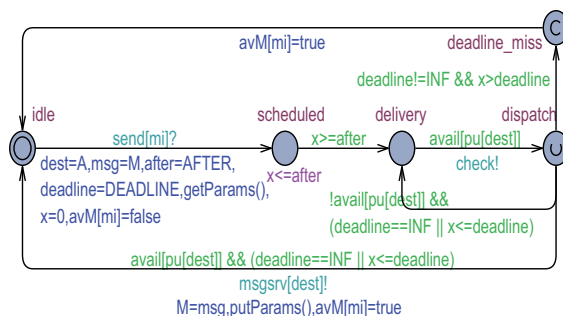 avM[mi]=true
deadline_miss
deadline!=INF && x>deadline
idle
scheduled
delivery
dispatch
send[mi]?
x>=after
avail[pu[dest]]
check!
dest=A,msg=M,after=AFTER,
x<=after
deadline=DEADLINE,getParams(),
x=0,avM[mi]=false
!avail[pu[dest]] &&
(deadline==INF || x<=deadline)
avail[pu[dest]] && (deadline==INF || x<=deadline)
msgsrv[dest]!
M=msg,putParams(),avM[mi]=true